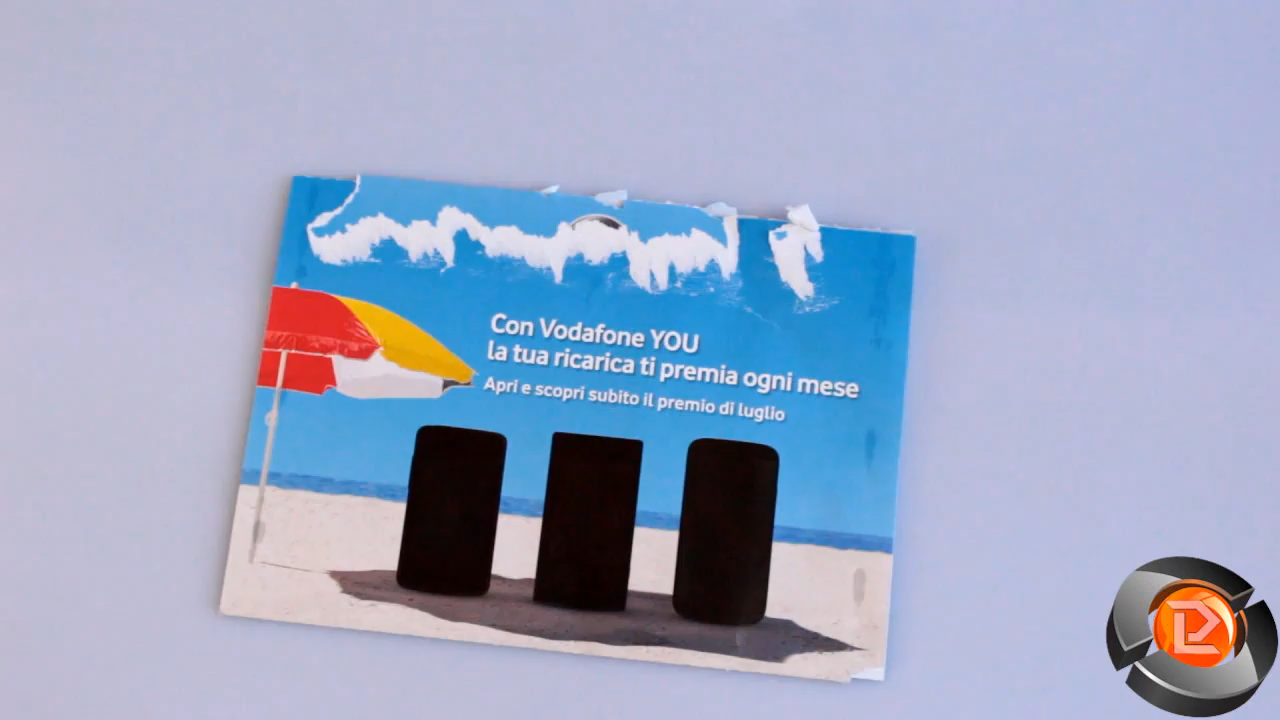 Con Vodafone YOU
la tua ricarica ti premia ogni mese
Apri e scopri subito il premio di luglio